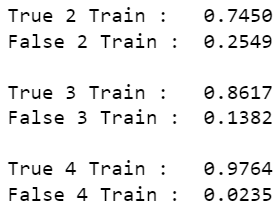 True 2 Train :   0.7450
False 2 Train :  0.2549

True 3 Train :   0.8617
False 3 Train :  0.1382

True 4 Train :   0.9764
False 4 Train :  0.0235